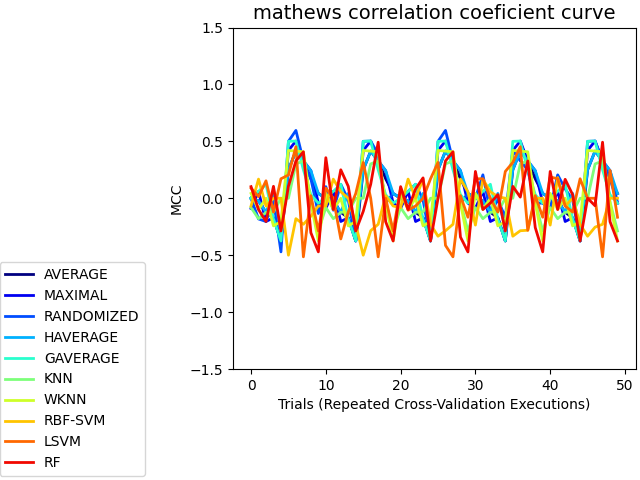 mathews correlation coeficient curve
1.5
1.0
0.5
0.0
−0.5
−1.0
−1.5
MCC
0 10 20 30 40 50
Trials (Repeated Cross-Validation Executions)
AVERAGE
MAXIMAL
RANDOMIZED
HAVERAGE
GAVERAGE
KNN
WKNN
RBF-SVM
LSVM
RF